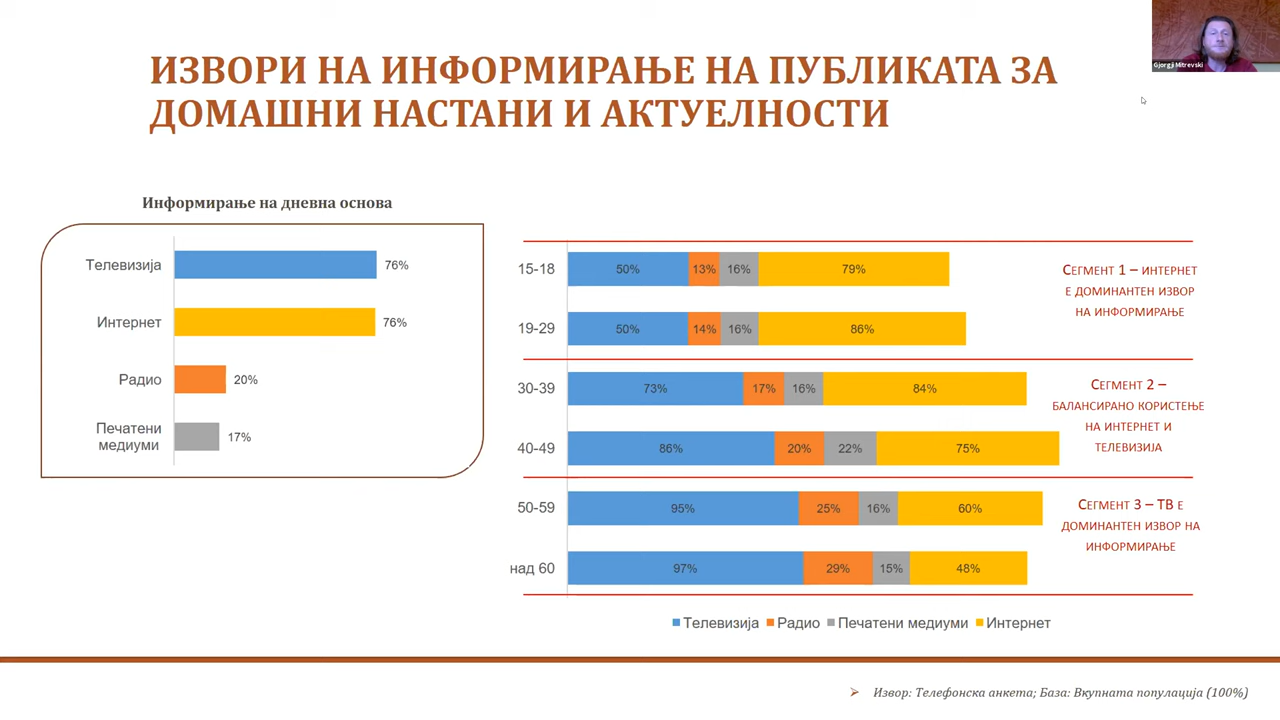 Gjorgji Mitrevski
ИЗВОРИ НА ИНФОРМИРАЊЕ НА ПУБЛИКАТА ЗА
ДОМАШНИ НАСТАНИ И АКТУЕЛНОСТИ
Информирање на дневна основа
Телевизија 76%
Интернет 76%
Радио 20%
Печатени
медиуми 17%
15-18 50% 13% 16% 79%
19-29 50% 14% 16% 86%
30-39 73% 17% 16% 84%
40-49 86% 20% 22% 75%
50-59 95% 25% 16% 60%
над 60 97% 29% 15% 48%
Сегмент 1 – интернет
е доминантен извор
на информирање
Сегмент 2 –
балансирано користење
на интернет и
телевизија
Сегмент 3 – ТВ е
доминантен извор на
информирање
Телевизија Радио Печатени медиуми Интернет
Извор: Телефонска анкета; База: Вкупната популација (100%)